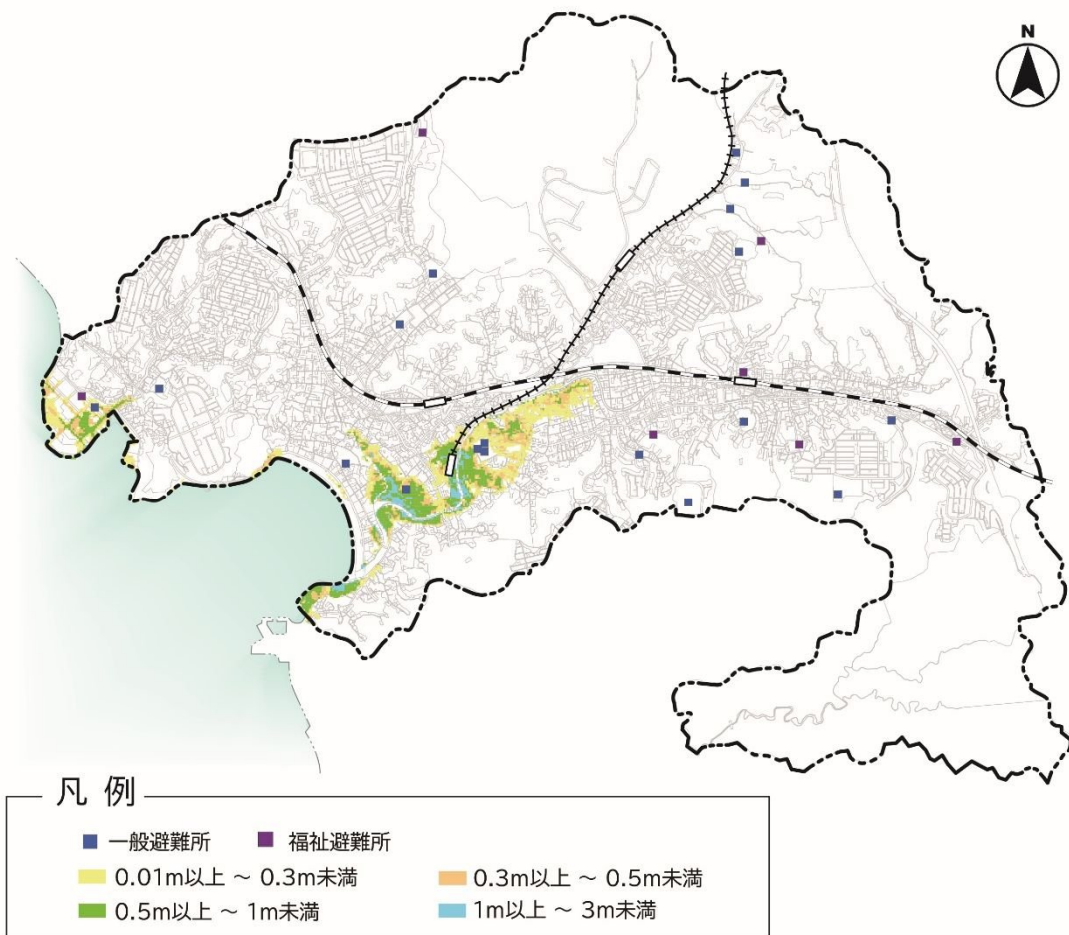 N
凡例
一般避難所 福祉避難所
0.01m以上 ～ 0.3m未満 0.3m以上 ～ 0.5m未満
0.5m以上 ～ 1m未満 1m以上 ～ 3m未満